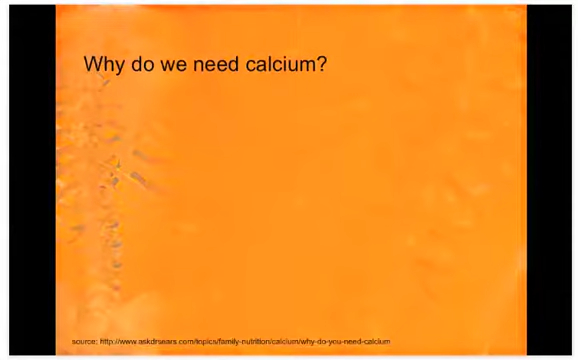 Why do we need calcium?
source: http://www.askdrsears.com/topics/family-nutrition/calcium/why-do-you-need-calcium